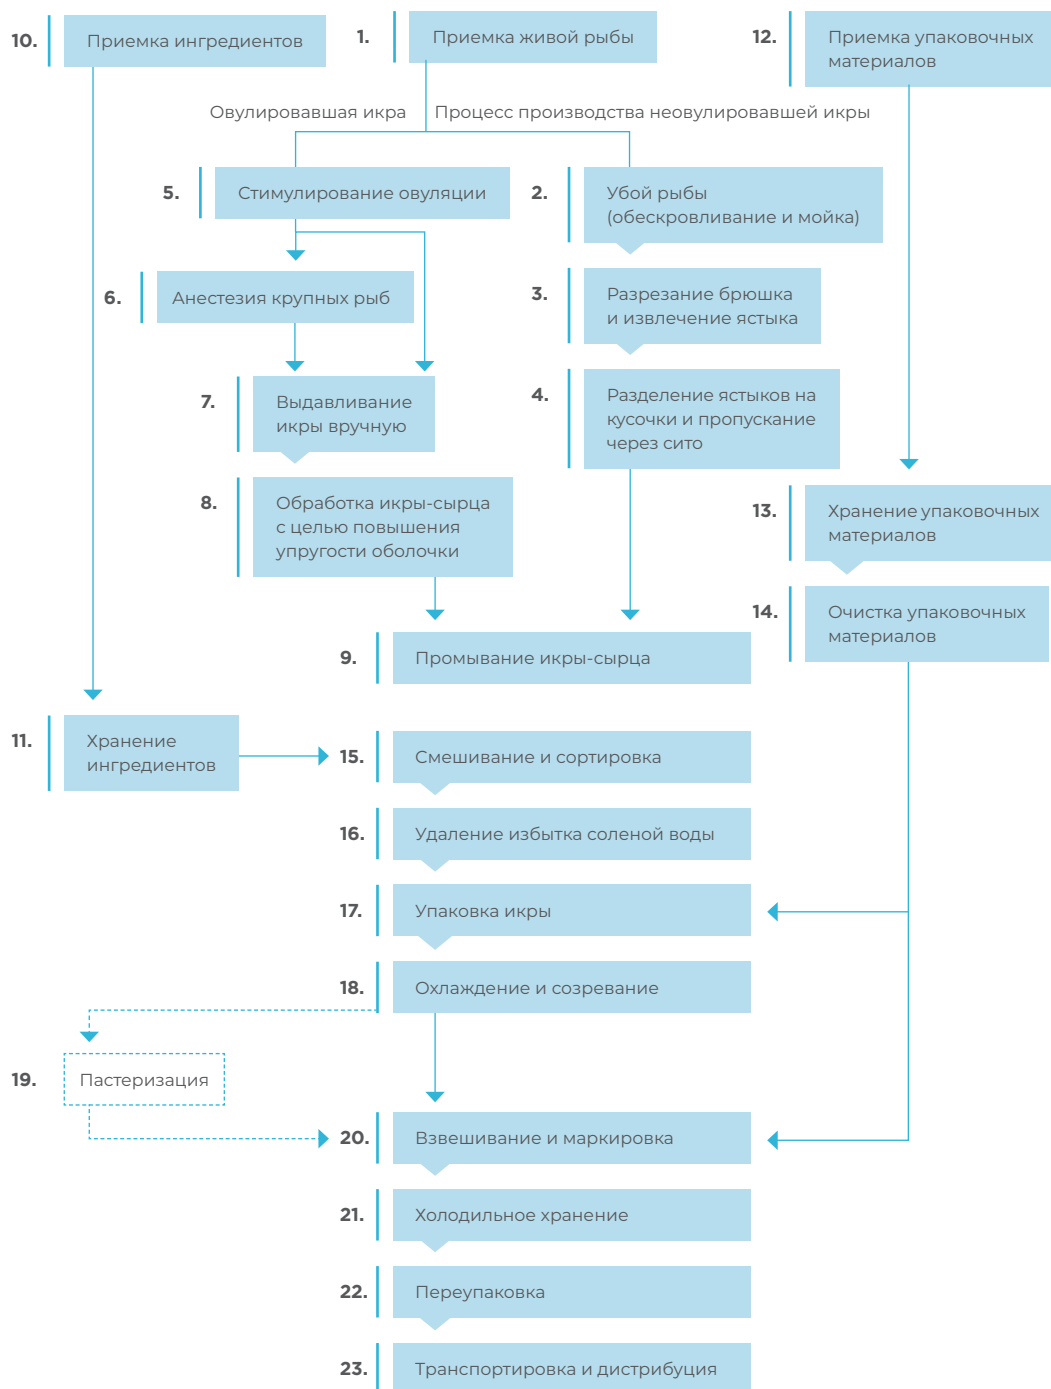 10.
Приемка ингредиентов
1.
Приемка живой рыбы
12.
Приемка упаковочных
материалов
Овулировавшая икра
Процесс производства неовулировавшей икры
5.
Стимулирование овуляции
2.
Убой рыбы
(обескровливание и мойка)
6.
Анестезия крупных рыб
3.
Разрезание брюшка
и извлечение ястыка
7.
Выдавливание
икры вручную
4.
Разделение ястыков на
кусочки и пропускание
через сито
8.
Обработка икры-сырца
с целью повышения
упругости оболочки
13.
Хранение упаковочных
материалов
14.
Очистка упаковочных
материалов
9.
Промывание икры-сырца
11.
Хранение
ингредиентов
15.
Смешивание и сортировка
16.
Удаление избытка соленой воды
17.
Упаковка икры
18.
Охлаждение и созревание
19.
Пастеризация
20.
Взвешивание и маркировка
21.
Холодильное хранение
22.
Переупаковка
23.
Транспортировка и дистрибуция